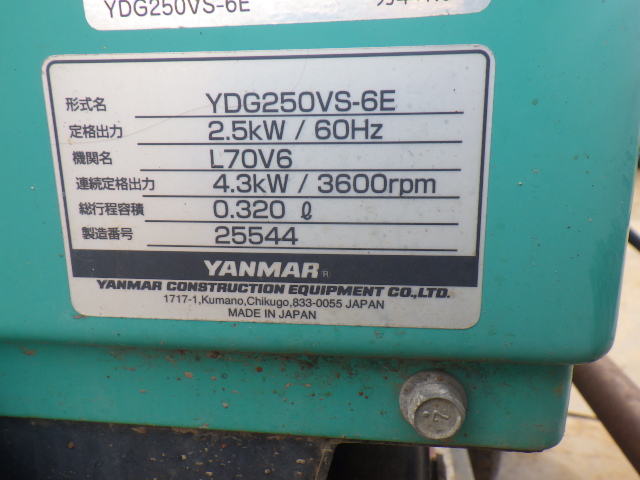 YDG250VS-6E
形式名 YDG250VS-6E
定格出力 2.5kW / 60Hz
機関名 L70V6
連続定格出力 4.3kW / 3600rpm
総行程容積 0.320 ℓ
製造番号 25544
YANMAR ®
YANMAR CONSTRUCTION EQUIPMENT CO.,LTD.
1717-1,Kumano,Chikugo,833-0055 JAPAN
MADE IN JAPAN